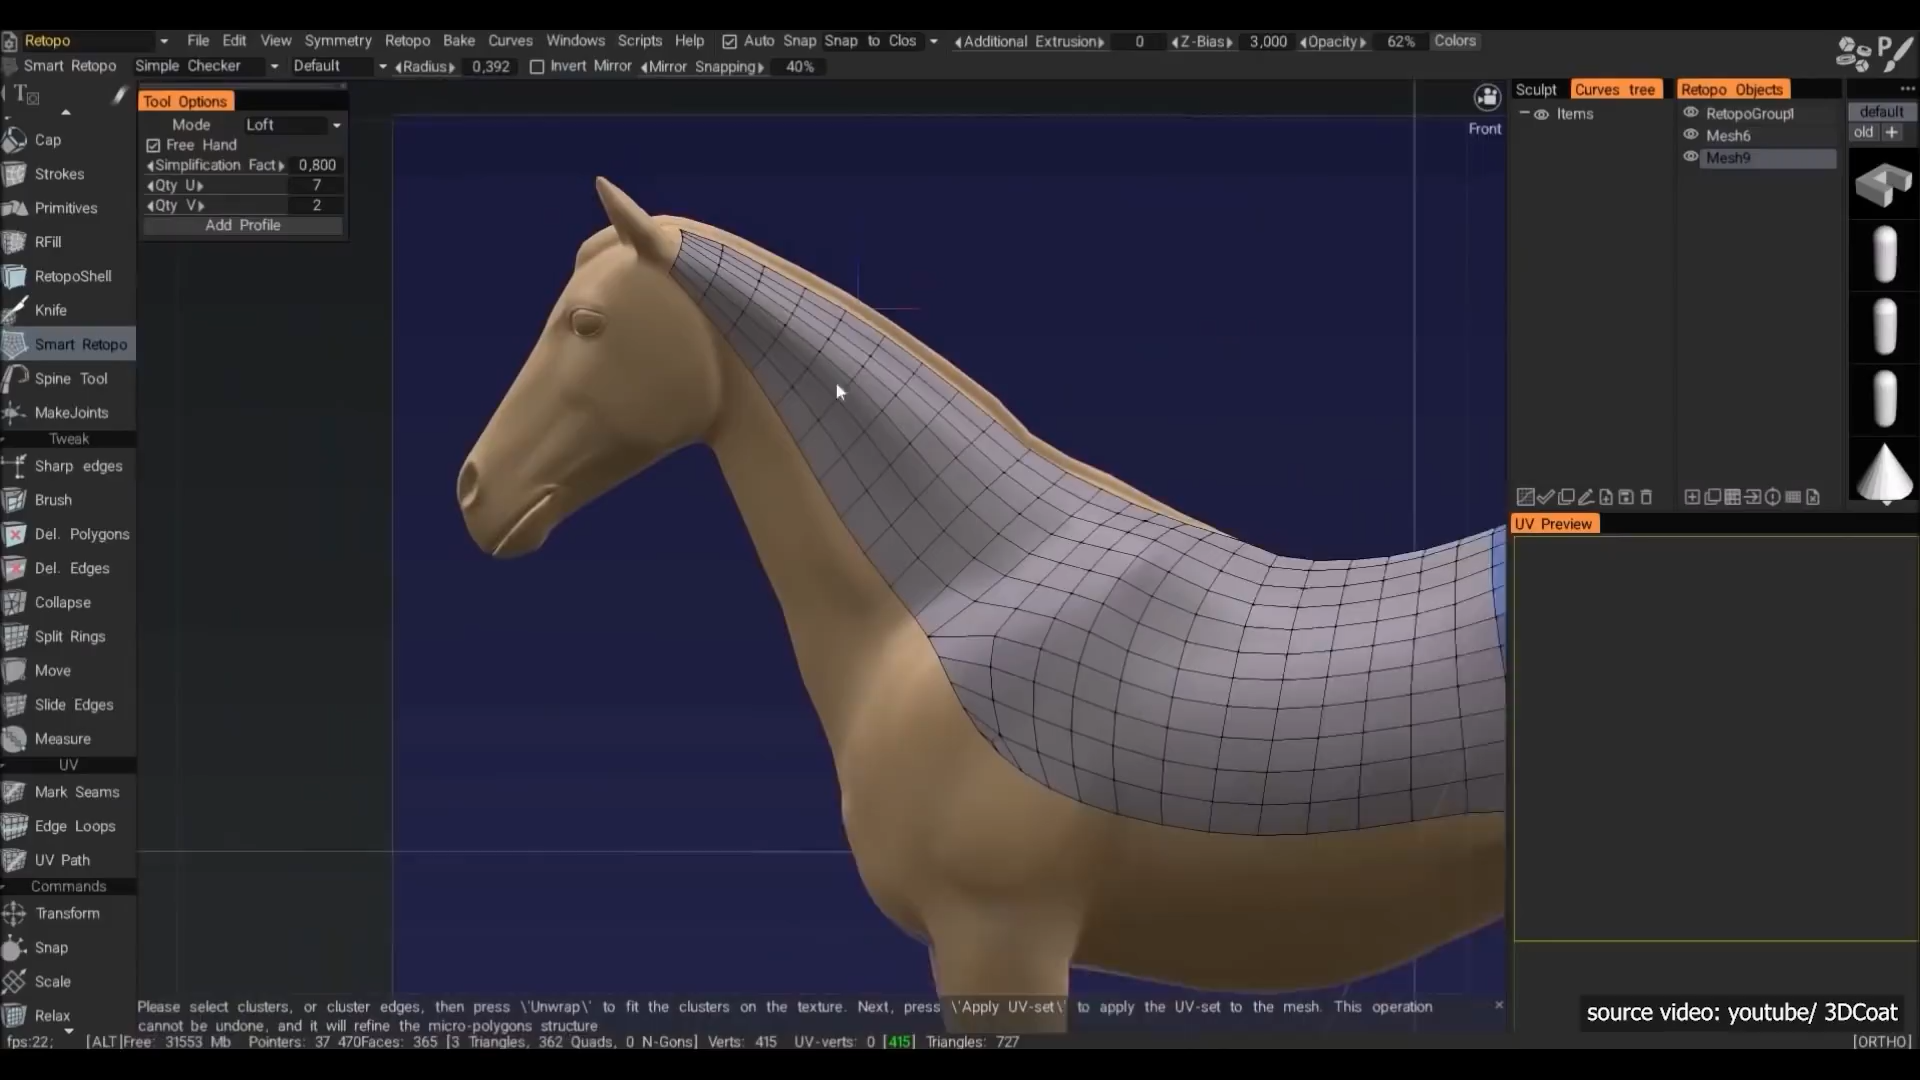 Retopo File Edit View Symmetry Retopo Bake Curves Windows Scripts Help Auto Snap Snap to Clos Additional Extrusion 0 Z-Bias 3,000 Opacity 62% Colors
Smart Retopo Simple Checker Default Radius 0,392 Invert Mirror Mirror Snapping 40%
Tool Options
Mode Loft
Free Hand
Simplification Fact 0,800
Qty U 7
Qty V 2
Add Profile
Cap
Strokes
Primitives
RFill
RetopoShell
Knife
Smart Retopo
Spine Tool
MakeJoints
Tweak
Sharp edges
Brush
Del. Polygons
Del. Edges
Collapse
Split Rings
Move
Slide Edges
Measure
UV
Mark Seams
Edge Loops
UV Path
Commands
Transform
Snap
Scale
Relax
Front
Sculpt Curves tree
Items
Retopo Objects
RetopoGroup1
Mesh6
Mesh9
default
old +
UV Preview
Please select clusters, or cluster edges, then press \'Unwrap\' to fit the clusters on the texture. Next, press \'Apply UV-set\' to apply the UV-set to the mesh. This operation
cannot be undone, and it will refine the micro-polygons structure
source video: youtube/ 3DCoat
fps:22; [ALT]Free: 31553 Mb Pointers: 37 470Faces: 365 [3 Triangles, 362 Quads, 0 N-Gons] Verts: 415 UV-verts: 0 [415] Triangles: 727 [ORTHO]